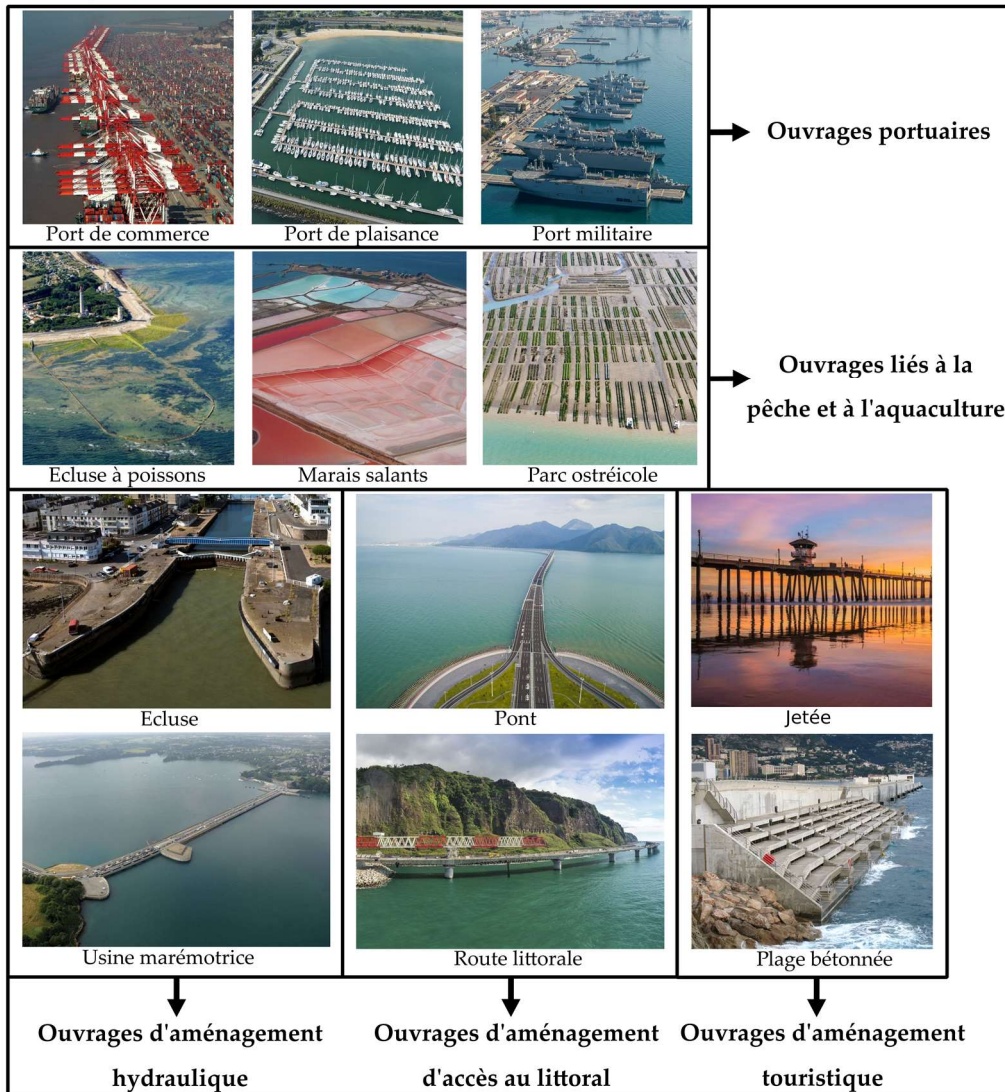 Port de commerce
Port de plaisance
Port militaire
Ouvrages portuaires
Ecluse à poissons
Marais salants
Parc ostréicole
Ouvrages liés à la
pêche et à l'aquaculture
Ecluse
Pont
Jetée
Usine marémotrice
Route littorale
Plage bétonnée
Ouvrages d'aménagement
hydraulique
Ouvrages d'aménagement
d'accès au littoral
Ouvrages d'aménagement
touristique